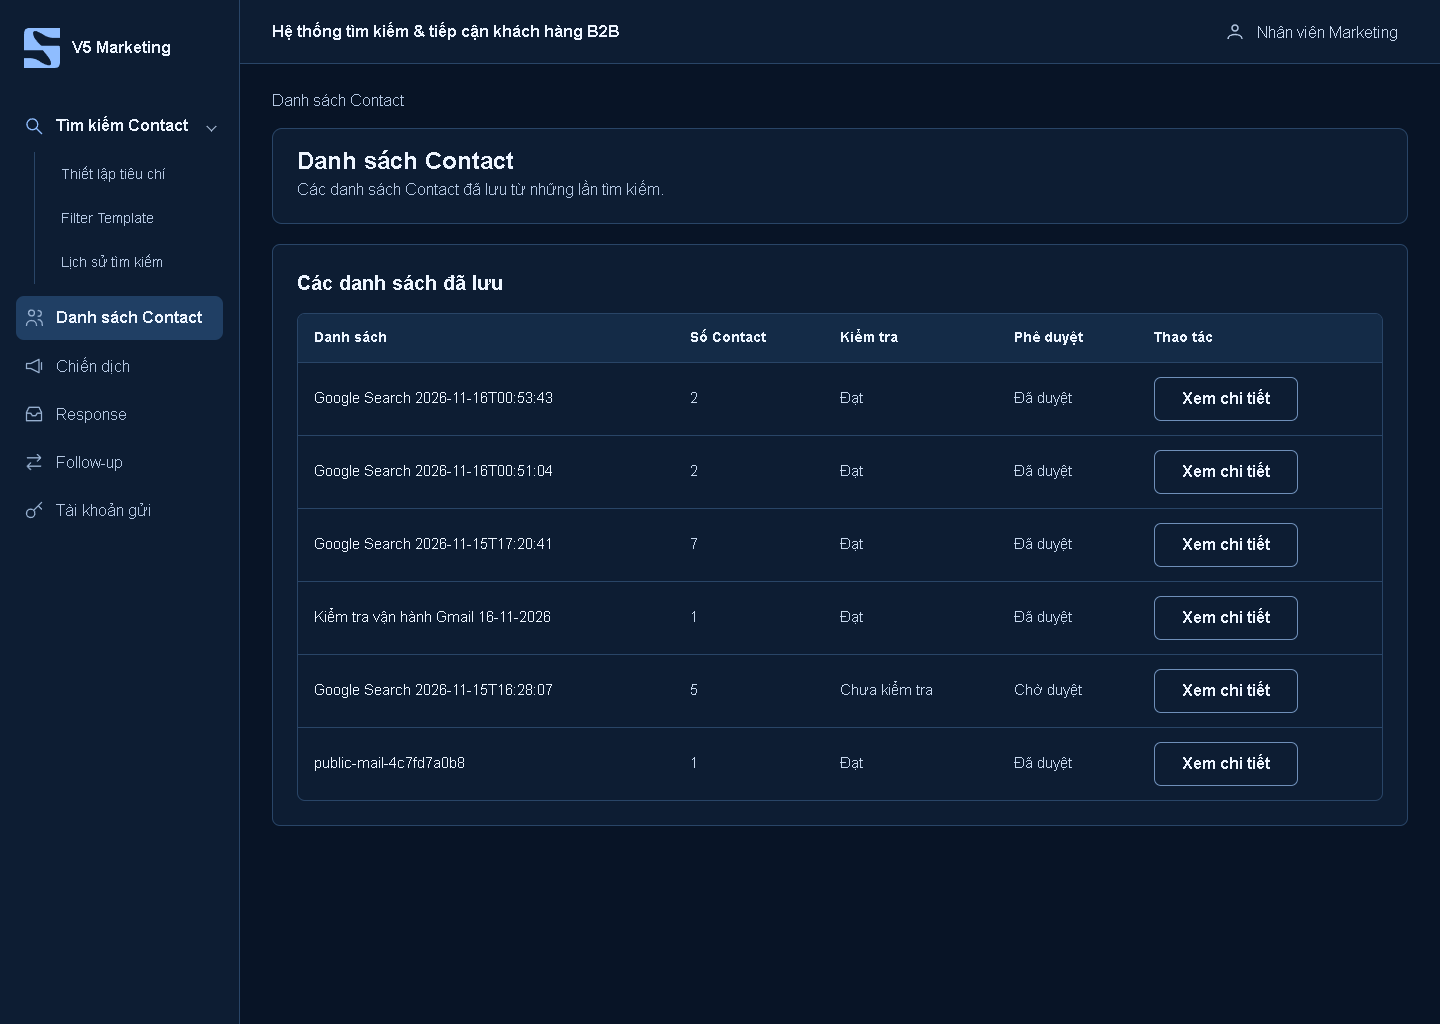 V5 Marketing
Hệ thống tìm kiếm & tiếp cận khách hàng B2B
Nhân viên Marketing
Tìm kiếm Contact
Thiết lập tiêu chí
Filter Template
Lịch sử tìm kiếm
Danh sách Contact
Chiến dịch
Response
Follow-up
Tài khoản gửi
Danh sách Contact
Danh sách Contact
Các danh sách Contact đã lưu từ những lần tìm kiếm.
Các danh sách đã lưu
Danh sách Số Contact Kiểm tra Phê duyệt Thao tác
Google Search 2026-11-16T00:53:43 2 Đạt Đã duyệt Xem chi tiết
Google Search 2026-11-16T00:51:04 2 Đạt Đã duyệt Xem chi tiết
Google Search 2026-11-15T17:20:41 7 Đạt Đã duyệt Xem chi tiết
Kiểm tra vận hành Gmail 16-11-2026 1 Đạt Đã duyệt Xem chi tiết
Google Search 2026-11-15T16:28:07 5 Chưa kiểm tra Chờ duyệt Xem chi tiết
public-mail-4c7fd7a0b8 1 Đạt Đã duyệt Xem chi tiết